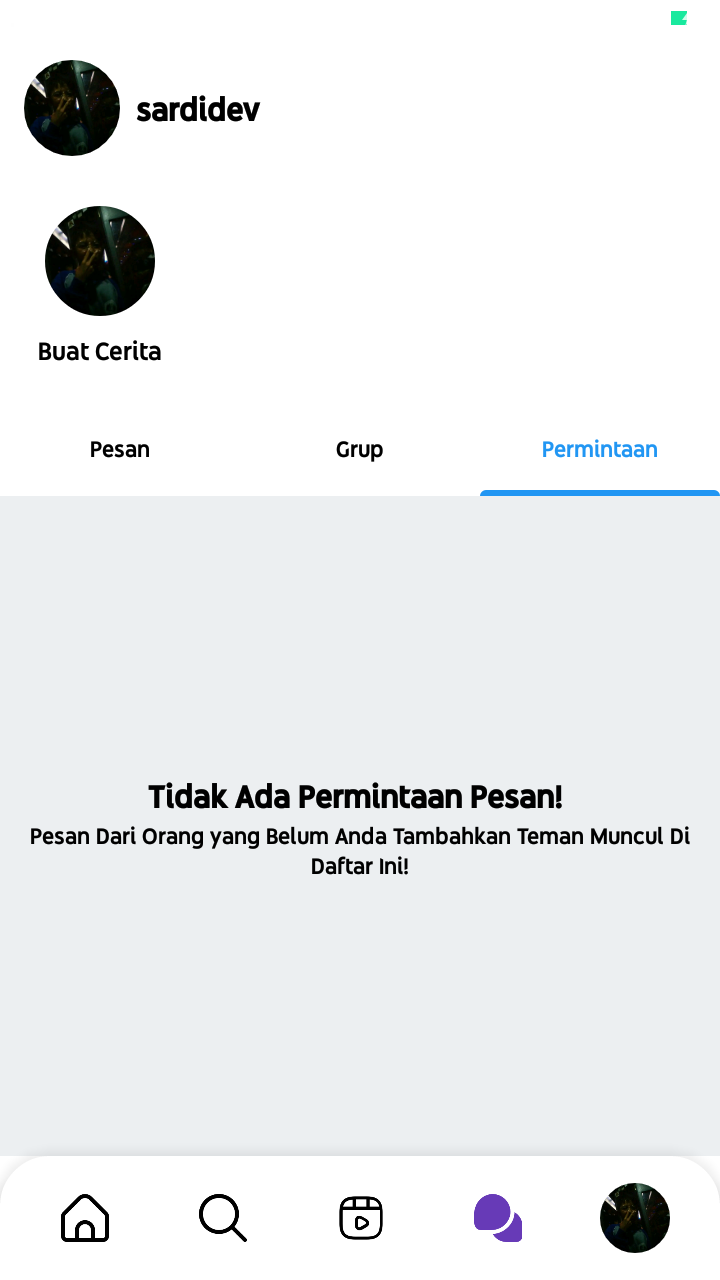 sardidev
Buat Cerita
Pesan
Grup
Permintaan
Tidak Ada Permintaan Pesan!
Pesan Dari Orang yang Belum Anda Tambahkan Teman Muncul Di
Daftar Ini!